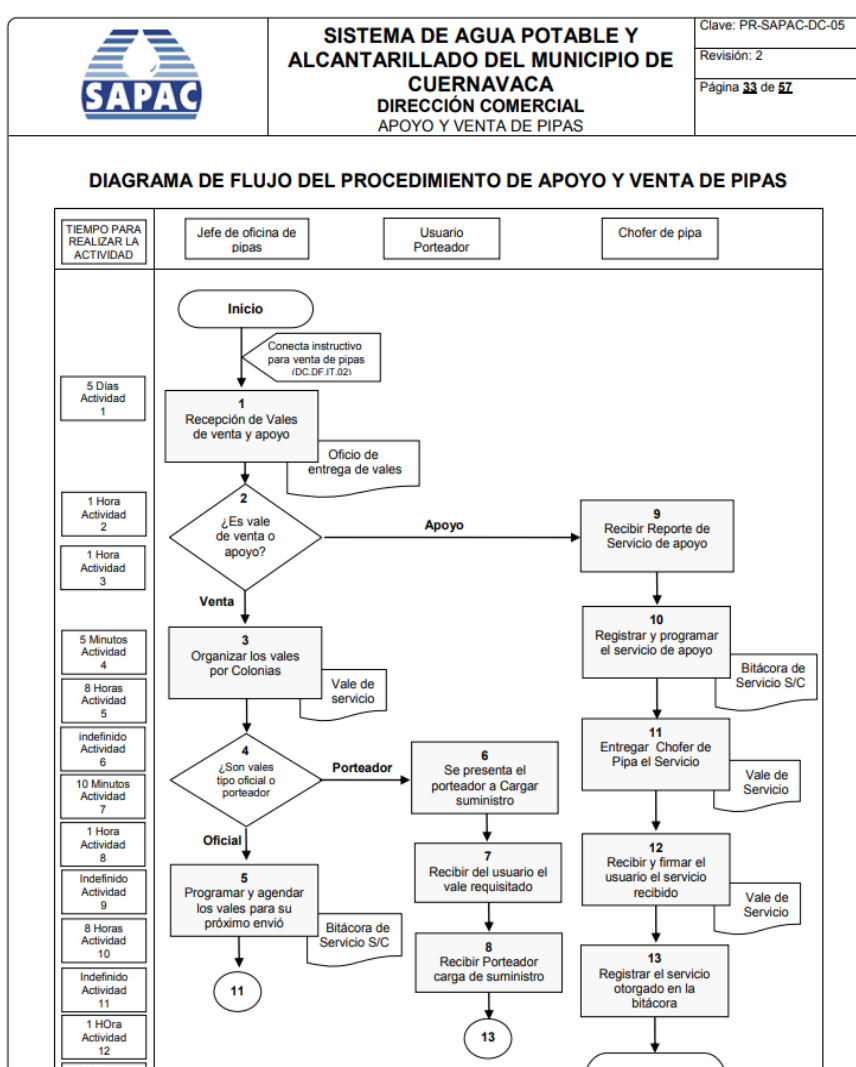 SAPAC
SISTEMA DE AGUA POTABLE Y
ALCANTARILLADO DEL MUNICIPIO DE
CUERNAVACA
DIRECCIÓN COMERCIAL
APOYO Y VENTA DE PIPAS
Clave: PR-SAPAC-DC-05
Revisión: 2
Página 33 de 57
DIAGRAMA DE FLUJO DEL PROCEDIMIENTO DE APOYO Y VENTA DE PIPAS
TIEMPO PARA
REALIZAR LA
ACTIVIDAD
Jefe de oficina de
pipas
Usuario
Porteador
Chofer de pipa
5 Días
Actividad
1
1 Hora
Actividad
2
1 Hora
Actividad
3
5 Minutos
Actividad
4
8 Horas
Actividad
5
indefinido
Actividad
6
10 Minutos
Actividad
7
1 Hora
Actividad
8
Indefinido
Actividad
9
8 Horas
Actividad
10
Indefinido
Actividad
11
1 HOra
Actividad
12
Inicio
Conecta instructivo
para venta de pipas
(DC.DF.IT.02)
1
Recepción de Vales
de venta y apoyo
Oficio de
entrega de vales
2
¿Es vale
de venta o
apoyo?
Apoyo
Venta
3
Organizar los vales
por Colonias
Vale de
servicio
4
¿Son vales
tipo oficial o
porteador
Porteador
Oficial
5
Programar y agendar
los vales para su
próximo envió
Bitácora de
Servicio S/C
11
6
Se presenta el
porteador a Cargar
suministro
7
Recibir del usuario el
vale requisitado
8
Recibir Porteador
carga de suministro
13
9
Recibir Reporte de
Servicio de apoyo
10
Registrar y programar
el servicio de apoyo
Bitácora de
Servicio S/C
11
Entregar Chofer de
Pipa el Servicio
Vale de
Servicio
12
Recibir y firmar el
usuario el servicio
recibido
Vale de
Servicio
13
Registrar el servicio
otorgado en la
bitácora